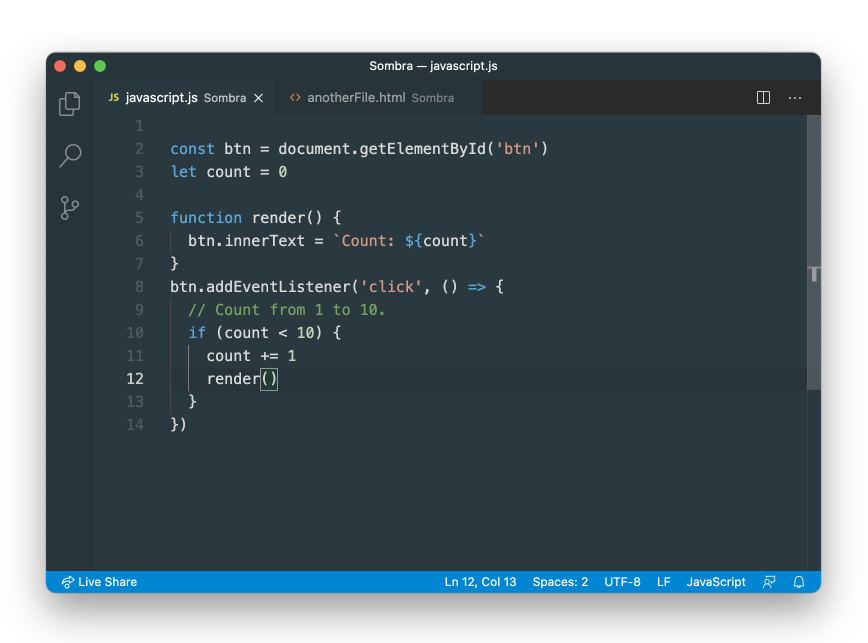 Sombra — javascript.js
JS javascript.js Sombra × <> anotherFile.html Sombra ...
1
2 const btn = document.getElementById('btn')
3 let count = 0
4
5 function render() {
6   btn.innerText = `Count: ${count}`
7 }
8 btn.addEventListener('click', () => {
9   // Count from 1 to 10.
10   if (count < 10) {
11     count += 1
12     render()
13   }
14 })
T
Live Share Ln 12, Col 13 Spaces: 2 UTF-8 LF JavaScript